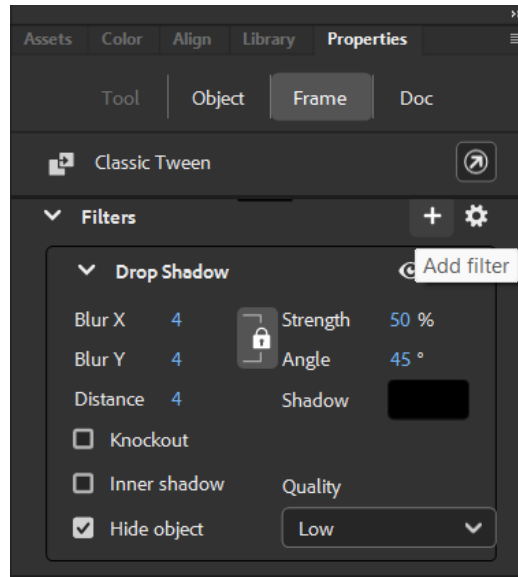 Assets Color Align Library Properties
Tool Object Frame Doc
Classic Tween
Filters
Add filter
Drop Shadow
Blur X 4 Strength 50 %
Blur Y 4 Angle 45 °
Distance 4 Shadow
Knockout
Inner shadow Quality
Hide object Low